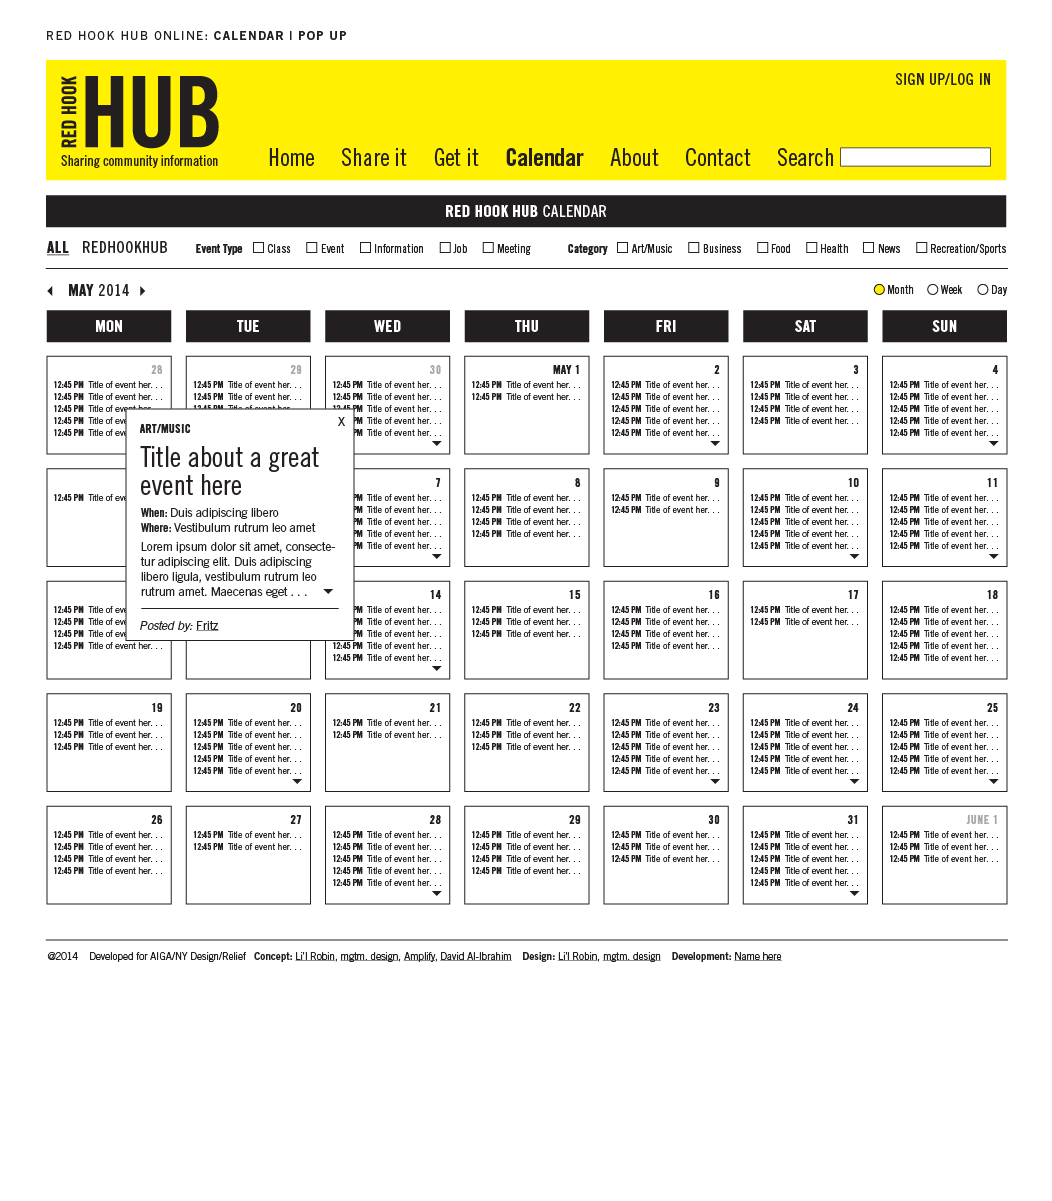 RED HOOK HUB ONLINE: CALENDAR | POP UP
SIGN UP/LOG IN
RED HOOK
HUB
Sharing community information
Home Share it Get it Calendar About Contact Search
RED HOOK HUB CALENDAR
ALL REDHOOKHUB Event Type Class Event Information Job Meeting Category Art/Music Business Food Health News Recreation/Sports
MAY 2014 Month Week Day
MON TUE WED THU FRI SAT SUN
28
12:45 PM Title of event her. . .
12:45 PM Title of event her. . .
12:45 PM Title of
12:45 PM Title of
12:45 PM Title of
29
12:45 PM Title of event her. . .
12:45 PM Title of event her. . .
30
12:45 PM Title of event her. . .
12:45 PM Title of event her. . .
12:45 PM Title of event her. . .
PM Title of event her. . .
PM Title of event her. . .
MAY 1
12:45 PM Title of event her. . .
12:45 PM Title of event her. . .
2
12:45 PM Title of event her. . .
12:45 PM Title of event her. . .
12:45 PM Title of event her. . .
12:45 PM Title of event her. . .
12:45 PM Title of event her. . .
3
12:45 PM Title of event her. . .
12:45 PM Title of event her. . .
12:45 PM Title of event her. . .
12:45 PM Title of event her. . .
4
12:45 PM Title of event her. . .
12:45 PM Title of event her. . .
12:45 PM Title of event her. . .
12:45 PM Title of event her. . .
12:45 PM Title of event her. . .
X
ART/MUSIC
Title about a great
event here
When: Duis adipiscing libero
Where: Vestibulum rutrum leo amet
Lorem ipsum dolor sit amet, consecte-
tur adipiscing elit. Duis adipiscing
libero ligula, vestibulum rutrum leo
rutrum amet. Maecenas eget . . .
Posted by: Fritz
12:45 PM Title of
7
PM Title of event her. . .
PM Title of event her. . .
PM Title of event her. . .
PM Title of event her. . .
PM Title of event her. . .
8
12:45 PM Title of event her. . .
12:45 PM Title of event her. . .
12:45 PM Title of event her. . .
12:45 PM Title of event her. . .
9
12:45 PM Title of event her. . .
12:45 PM Title of event her. . .
10
12:45 PM Title of event her. . .
12:45 PM Title of event her. . .
12:45 PM Title of event her. . .
12:45 PM Title of event her. . .
12:45 PM Title of event her. . .
11
12:45 PM Title of event her. . .
12:45 PM Title of event her. . .
12:45 PM Title of event her. . .
12:45 PM Title of event her. . .
12:45 PM Title of event her. . .
12:45 PM Title of
12:45 PM Title of
12:45 PM Title of
12:45 PM Title of event her. . .
14
PM Title of event her. . .
PM Title of event her. . .
PM Title of event her. . .
12:45 PM Title of event her. . .
12:45 PM Title of event her. . .
15
12:45 PM Title of event her. . .
12:45 PM Title of event her. . .
12:45 PM Title of event her. . .
16
12:45 PM Title of event her. . .
12:45 PM Title of event her. . .
12:45 PM Title of event her. . .
12:45 PM Title of event her. . .
17
12:45 PM Title of event her. . .
12:45 PM Title of event her. . .
18
12:45 PM Title of event her. . .
12:45 PM Title of event her. . .
12:45 PM Title of event her. . .
12:45 PM Title of event her. . .
12:45 PM Title of event her. . .
19
12:45 PM Title of event her. . .
12:45 PM Title of event her. . .
12:45 PM Title of event her. . .
20
12:45 PM Title of event her. . .
12:45 PM Title of event her. . .
12:45 PM Title of event her. . .
12:45 PM Title of event her. . .
12:45 PM Title of event her. . .
21
12:45 PM Title of event her. . .
12:45 PM Title of event her. . .
22
12:45 PM Title of event her. . .
12:45 PM Title of event her. . .
12:45 PM Title of event her. . .
23
12:45 PM Title of event her. . .
12:45 PM Title of event her. . .
12:45 PM Title of event her. . .
12:45 PM Title of event her. . .
12:45 PM Title of event her. . .
24
12:45 PM Title of event her. . .
12:45 PM Title of event her. . .
12:45 PM Title of event her. . .
12:45 PM Title of event her. . .
12:45 PM Title of event her. . .
25
12:45 PM Title of event her. . .
12:45 PM Title of event her. . .
12:45 PM Title of event her. . .
12:45 PM Title of event her. . .
12:45 PM Title of event her. . .
26
12:45 PM Title of event her. . .
12:45 PM Title of event her. . .
12:45 PM Title of event her. . .
12:45 PM Title of event her. . .
27
12:45 PM Title of event her. . .
12:45 PM Title of event her. . .
28
12:45 PM Title of event her. . .
12:45 PM Title of event her. . .
12:45 PM Title of event her. . .
12:45 PM Title of event her. . .
12:45 PM Title of event her. . .
29
12:45 PM Title of event her. . .
12:45 PM Title of event her. . .
12:45 PM Title of event her. . .
12:45 PM Title of event her. . .
30
12:45 PM Title of event her. . .
12:45 PM Title of event her. . .
12:45 PM Title of event her. . .
31
12:45 PM Title of event her. . .
12:45 PM Title of event her. . .
12:45 PM Title of event her. . .
12:45 PM Title of event her. . .
12:45 PM Title of event her. . .
JUNE 1
12:45 PM Title of event her. . .
12:45 PM Title of event her. . .
12:45 PM Title of event her. . .
@2014 Developed for AIGA/NY Design/Relief Concept: Li'l Robin, mgtm. design, Amplify, David Al-Ibrahim Design: Li'l Robin, mgtm. design Development: Name here